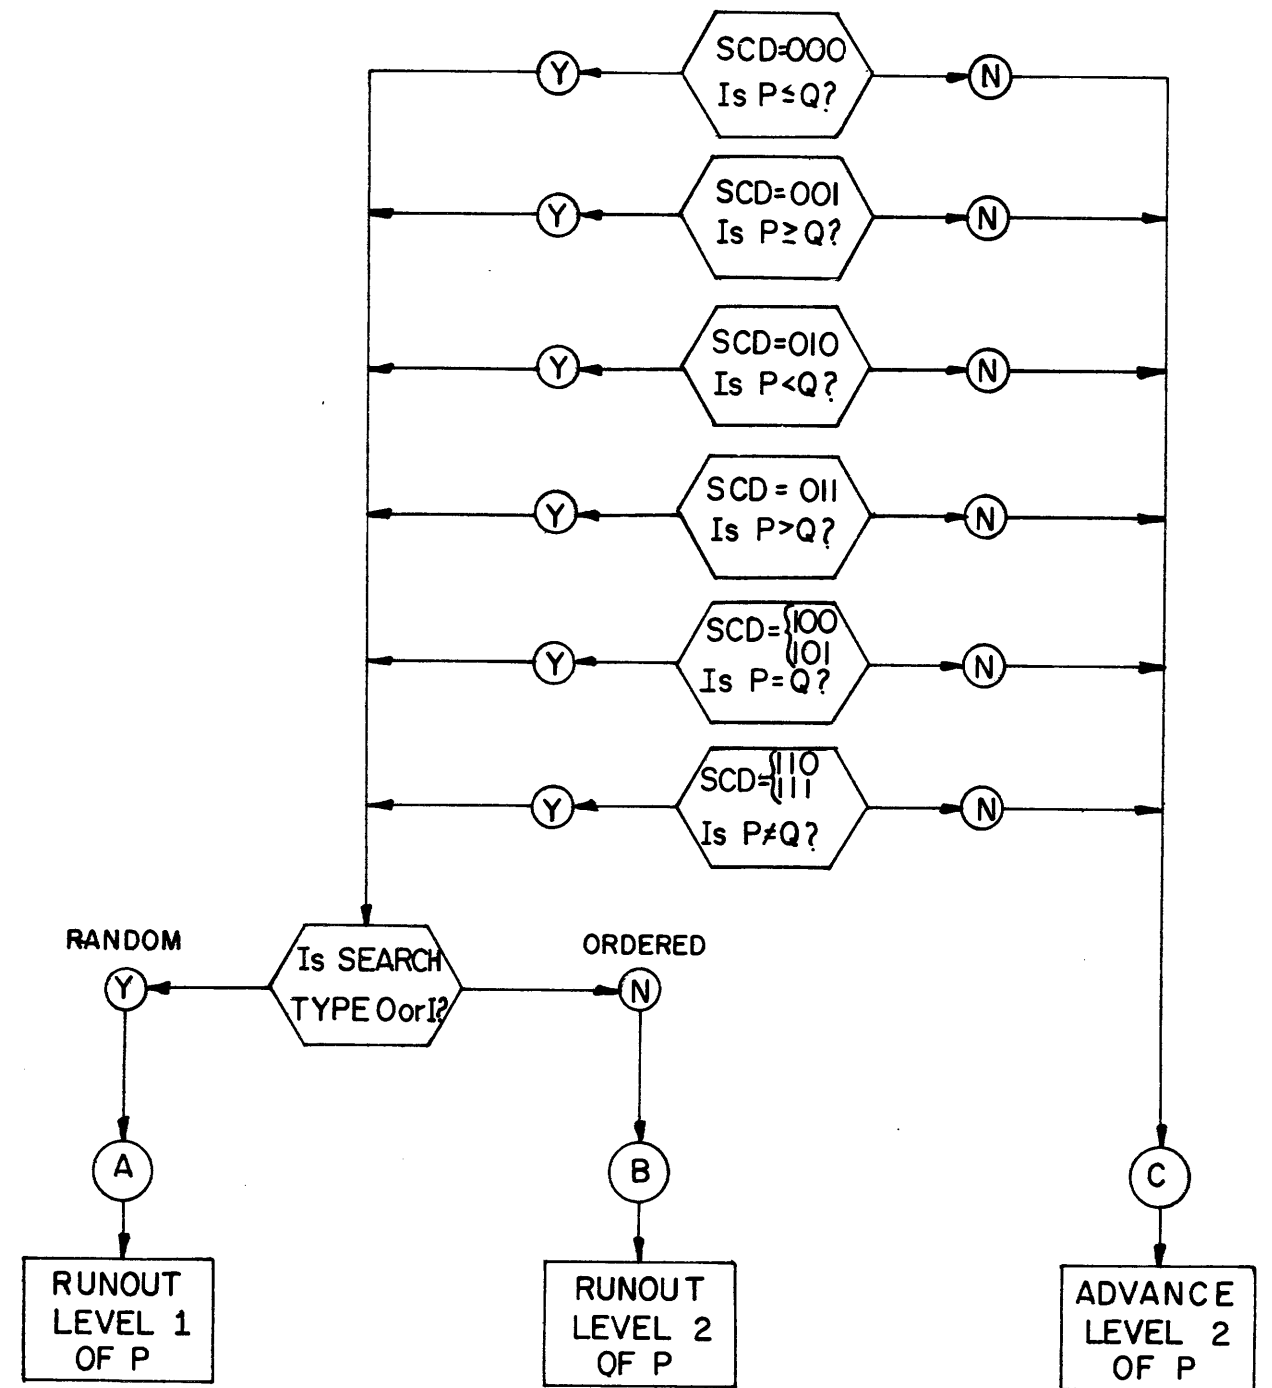 SCD=000
Y
N
Is P≤Q?
SCD=001
Y
N
Is P≥Q?
SCD=010
Y
N
Is P<Q?
SCD = 011
Y
N
Is P>Q?
SCD={100
101
Y
N
Is P=Q?
SCD={110
111
Y
N
Is P≠Q?
RANDOM
ORDERED
Is SEARCH
TYPE 0 or 1?
Y
N
A
B
C
RUNOUT
LEVEL 1
OF P
RUNOUT
LEVEL 2
OF P
ADVANCE
LEVEL 2
OF P